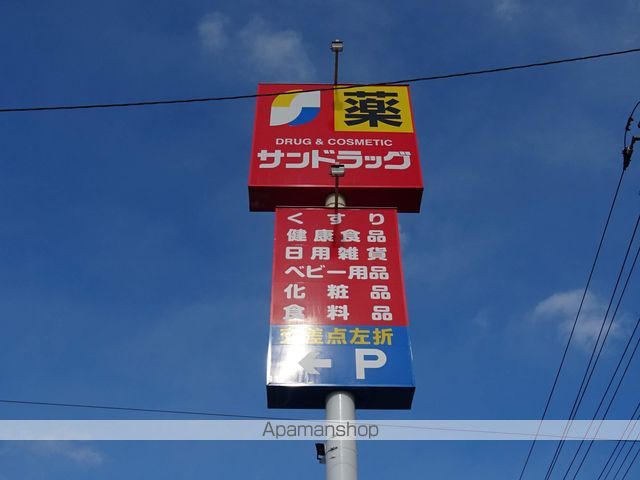 薬
DRUG & COSMETIC
サンドラッグ
くすり
健康食品
日用雑貨
ベビー用品
化粧品
食料品
交差点左折
← P
Apamanshop